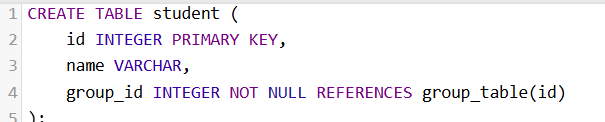 1 CREATE TABLE student (
2 id INTEGER PRIMARY KEY,
3 name VARCHAR,
4 group_id INTEGER NOT NULL REFERENCES group_table(id)
5 );